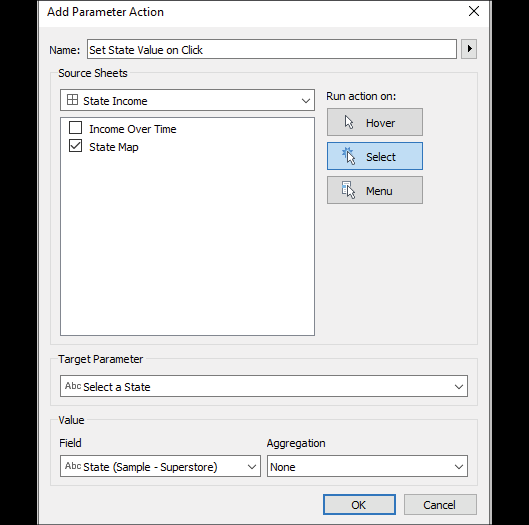 Add Parameter Action
Name: Set State Value on Click
Source Sheets
State Income
Run action on:
Income Over Time
State Map
Hover
Select
Menu
Target Parameter
Abc Select a State
Value
Field Aggregation
Abc State (Sample - Superstore) None
OK Cancel